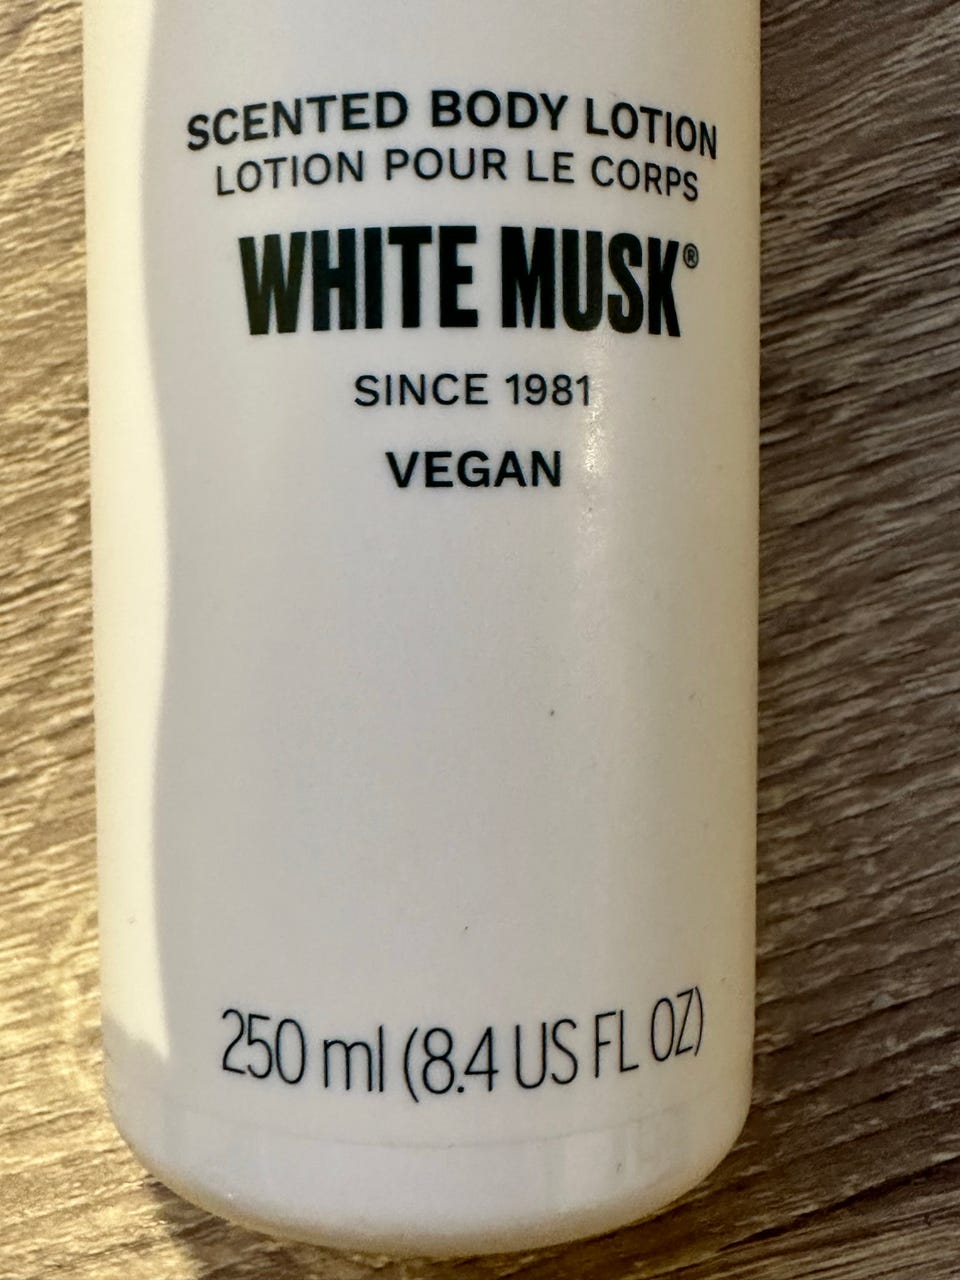 SCENTED BODY LOTION
LOTION POUR LE CORPS
WHITE MUSK®
SINCE 1981
VEGAN
250 ml (8.4 US FL OZ)